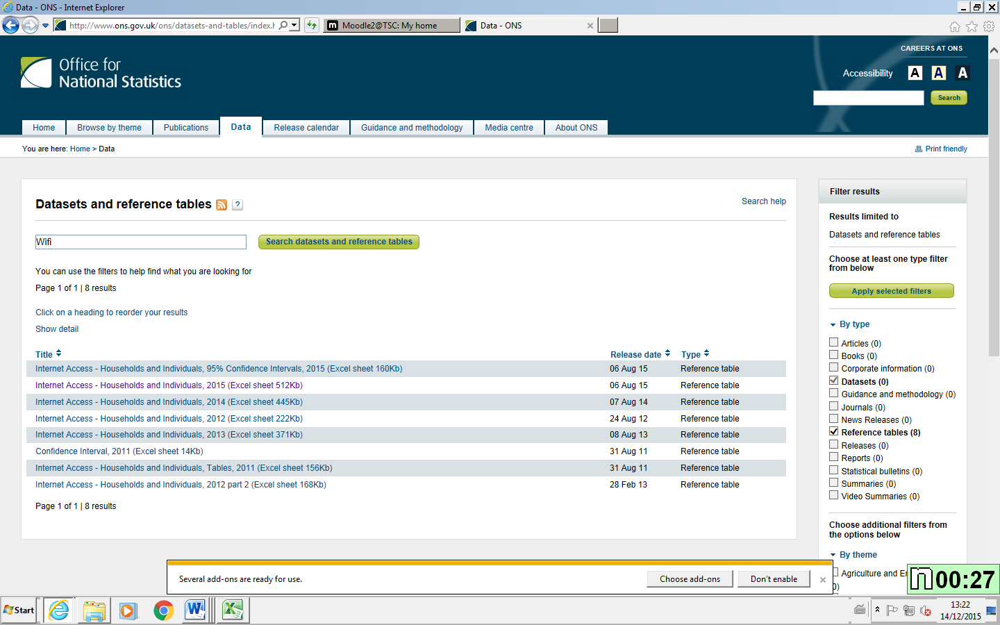 Data - ONS - Internet Explorer
http://www.ons.gov.uk/ons/datasets-and-tables/index.h
Moodle2@TSC: My home
Data - ONS
CAREERS AT ONS
Office for
National Statistics
Accessibility A A A
Search
Home Browse by theme Publications Data Release calendar Guidance and methodology Media centre About ONS
You are here: Home > Data
Print friendly
Datasets and reference tables ?
Search help
Wifi
Search datasets and reference tables
You can use the filters to help find what you are looking for
Page 1 of 1 | 8 results
Click on a heading to reorder your results
Show detail
Title Release date Type
Internet Access - Households and Individuals, 95% Confidence Intervals, 2015 (Excel sheet 160Kb) 06 Aug 15 Reference table
Internet Access - Households and Individuals, 2015 (Excel sheet 512Kb) 06 Aug 15 Reference table
Internet Access - Households and Individuals, 2014 (Excel sheet 445Kb) 07 Aug 14 Reference table
Internet Access - Households and Individuals, 2012 (Excel sheet 222Kb) 24 Aug 12 Reference table
Internet Access - Households and Individuals, 2013 (Excel sheet 371Kb) 08 Aug 13 Reference table
Confidence Interval, 2011 (Excel sheet 14Kb) 31 Aug 11 Reference table
Internet Access - Households and Individuals, Tables, 2011 (Excel sheet 156Kb) 31 Aug 11 Reference table
Internet Access - Households and Individuals, 2012 part 2 (Excel sheet 168Kb) 28 Feb 13 Reference table
Page 1 of 1 | 8 results
Filter results
Results limited to
Datasets and reference tables
Choose at least one type filter
from below
Apply selected filters
By type
Articles (0)
Books (0)
Corporate information (0)
Datasets (0)
Guidance and methodology (0)
Journals (0)
News Releases (0)
Reference tables (8)
Releases (0)
Reports (0)
Statistical bulletins (0)
Summaries (0)
Video Summaries (0)
Choose additional filters from
the options below
By theme
Agriculture and
0)
Several add-ons are ready for use.
Choose add-ons
Don't enable
00:27
Start
13:22
14/12/2015